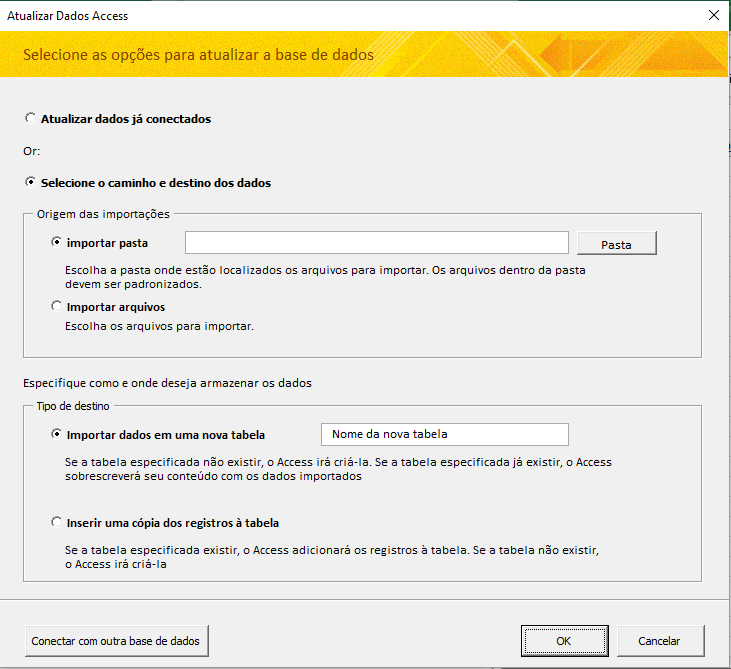 Atualizar Dados Access
Selecione as opções para atualizar a base de dados
Atualizar dados já conectados
Or:
Selecione o caminho e destino dos dados
Origem das importações
importar pasta
Pasta
Escolha a pasta onde estão localizados os arquivos para importar. Os arquivos dentro da pasta
devem ser padronizados.
Importar arquivos
Escolha os arquivos para importar.
Especifique como e onde deseja armazenar os dados
Tipo de destino
Importar dados em uma nova tabela
Nome da nova tabela
Se a tabela especificada não existir, o Access irá criá-la. Se a tabela especificada já existir, o Access
sobrescreverá seu conteúdo com os dados importados
Inserir uma cópia dos registros à tabela
Se a tabela especificada existir, o Access adicionará os registros à tabela. Se a tabela não existir,
o Access irá criá-la
Conectar com outra base de dados
OK
Cancelar